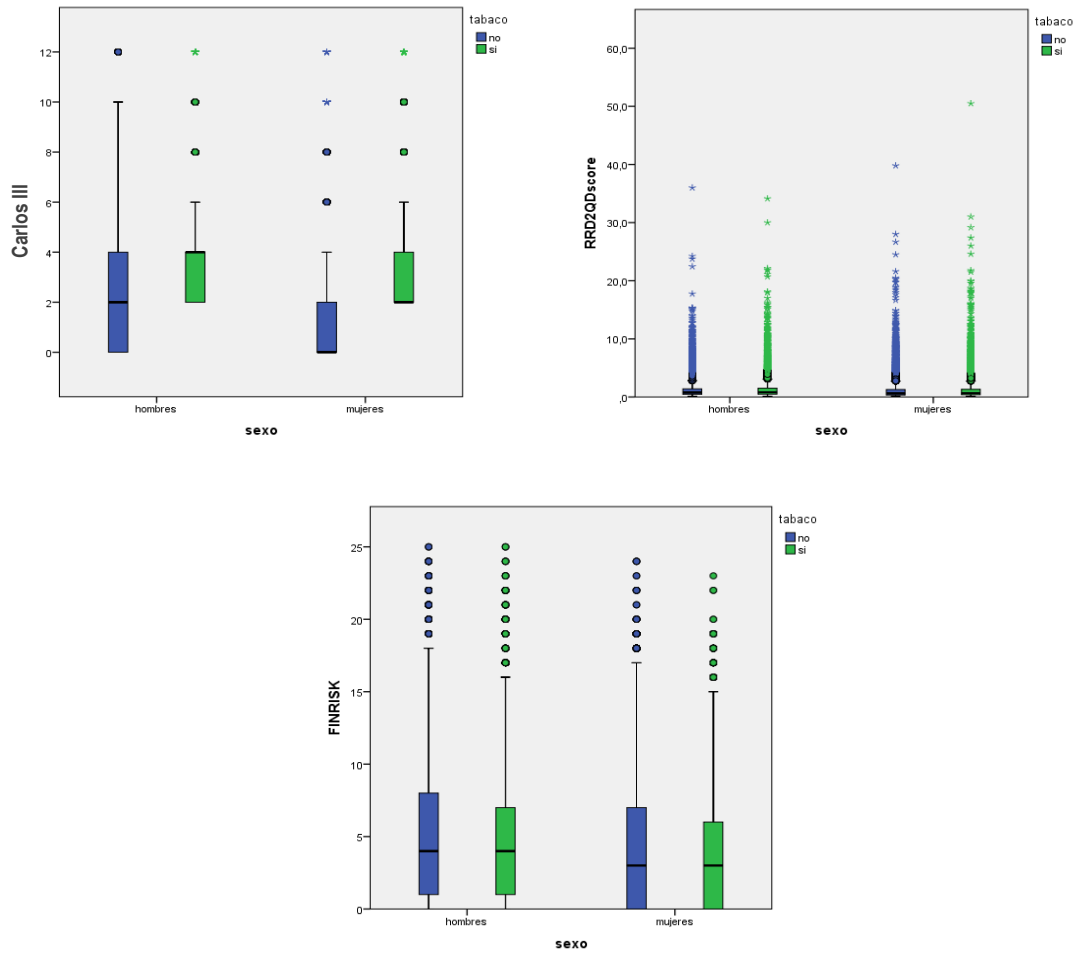 tabaco
no
si
Carlos III
12
10
8
6
4
2
0
hombres
mujeres
sexo
tabaco
no
si
RRD2QDscore
60,0
50,0
40,0
30,0
20,0
10,0
,0
hombres
mujeres
sexo
tabaco
no
si
FINRISK
25
20
15
10
5
0
hombres
mujeres
sexo